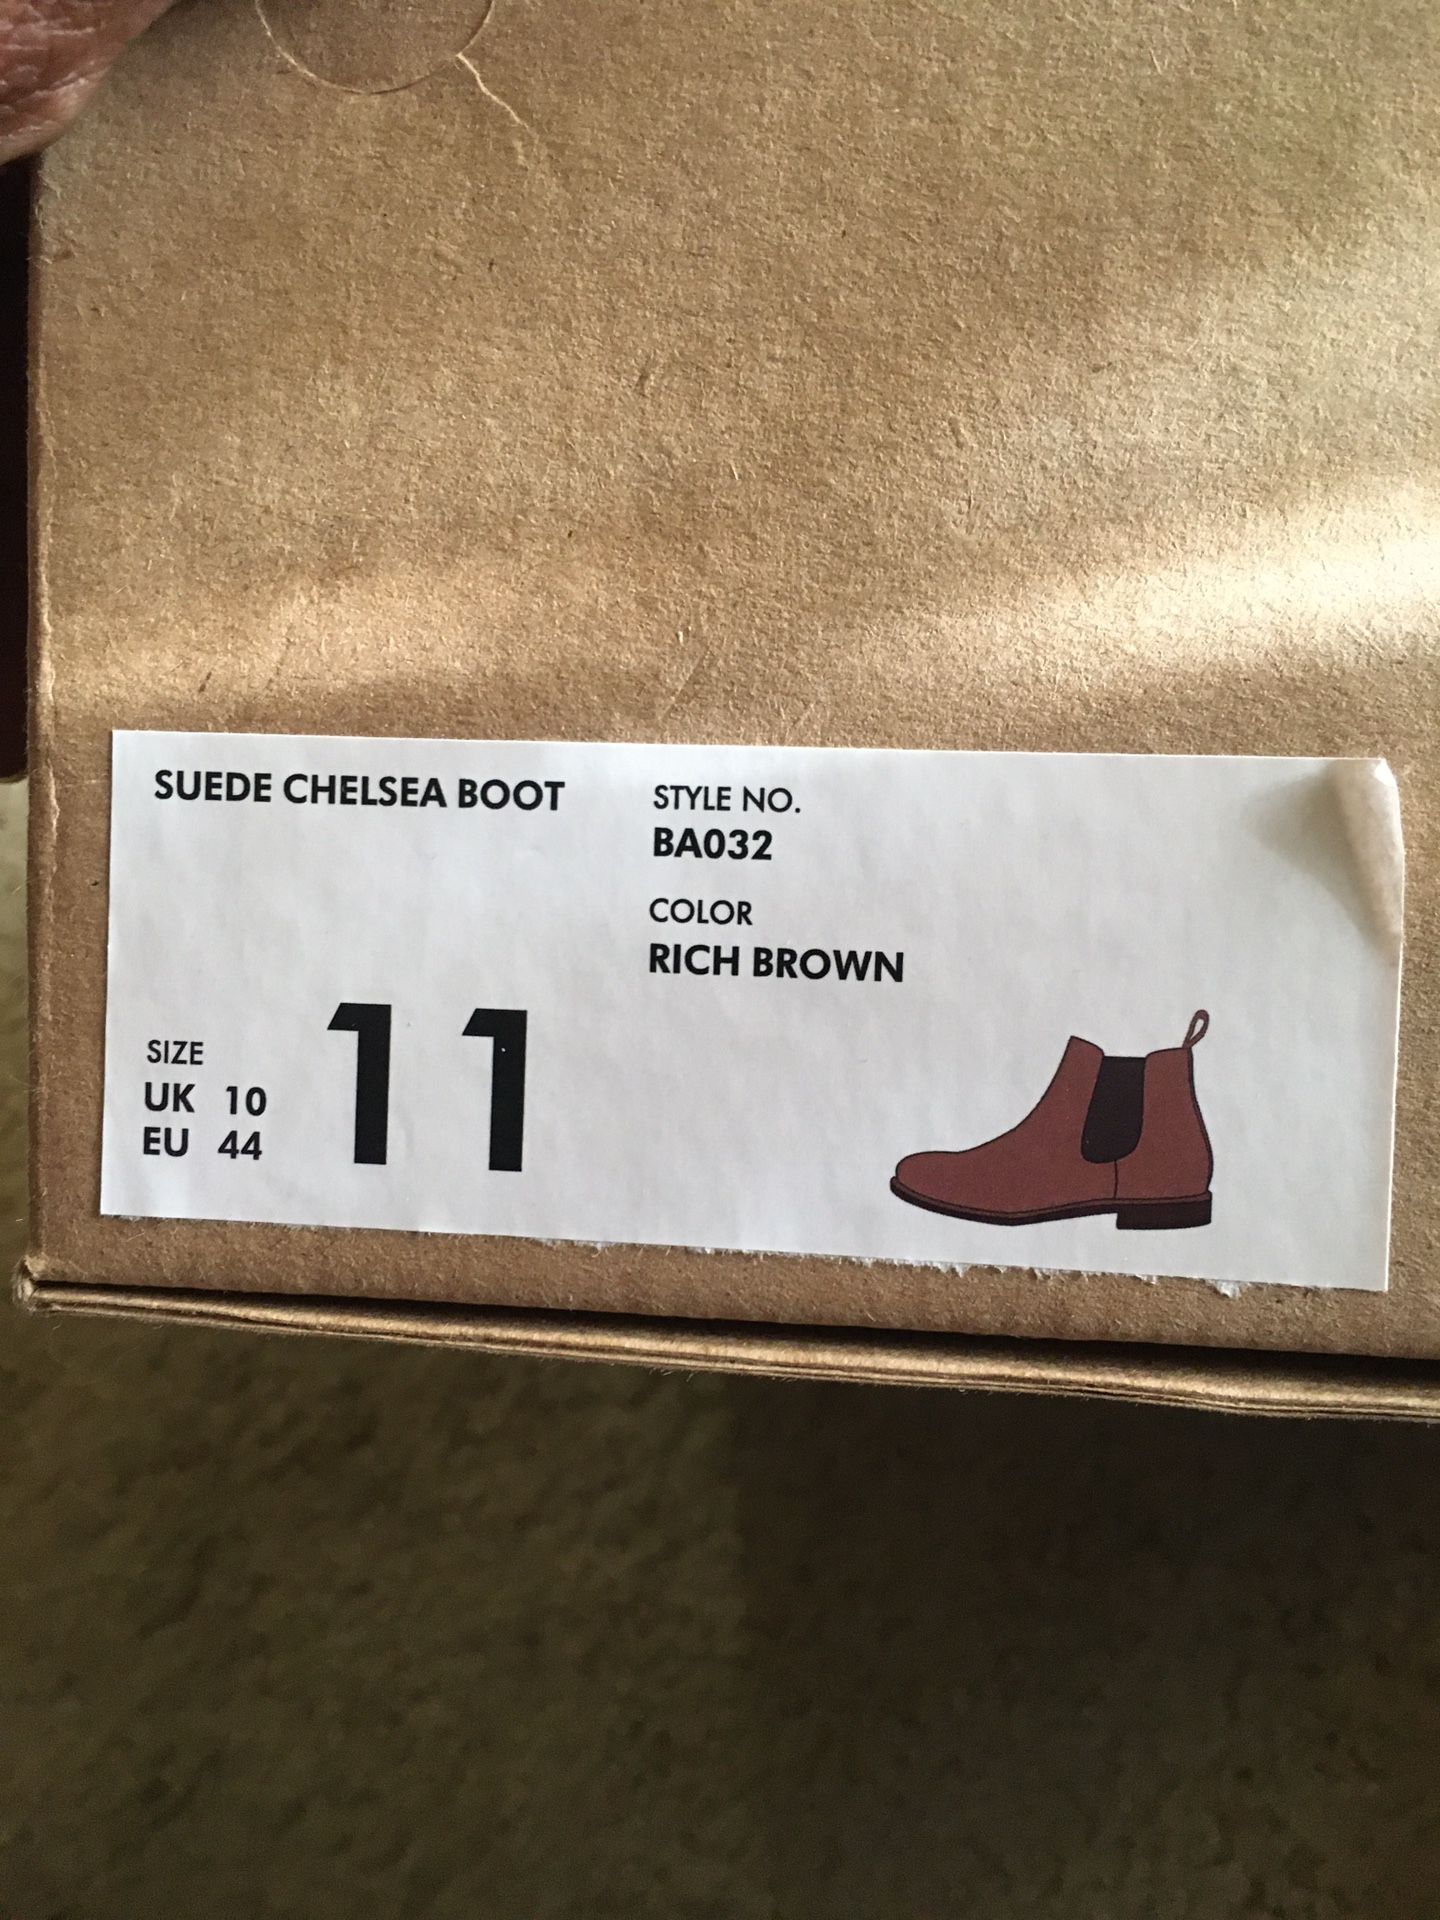 SUEDE CHELSEA BOOT
STYLE NO.
BA032
COLOR
RICH BROWN
SIZE
UK 10
EU 44
11